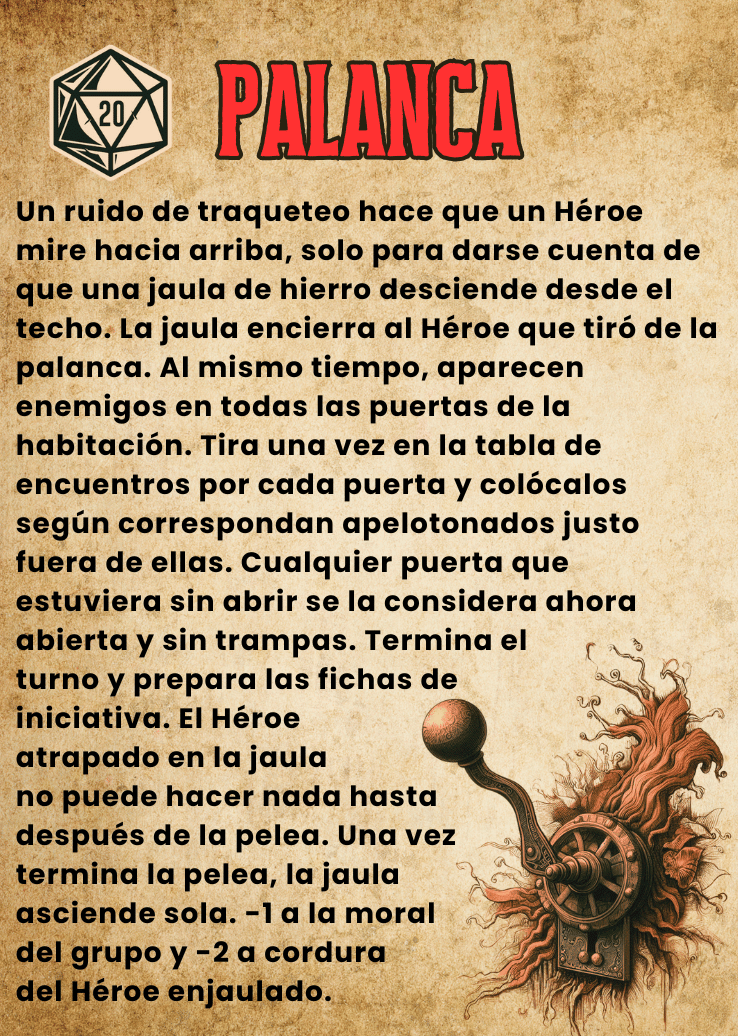 20
PALANCA
Un ruido de traqueteo hace que un Héroe
mire hacia arriba, solo para darse cuenta de
que una jaula de hierro desciende desde el
techo. La jaula encierra al Héroe que tiró de la
palanca. Al mismo tiempo, aparecen
enemigos en todas las puertas de la
habitación. Tira una vez en la tabla de
encuentros por cada puerta y colócalos
según correspondan apelotonados justo
fuera de ellas. Cualquier puerta que
estuviera sin abrir se la considera ahora
abierta y sin trampas. Termina el
turno y prepara las fichas de
iniciativa. El Héroe
atrapado en la jaula
no puede hacer nada hasta
después de la pelea. Una vez
termina la pelea, la jaula
asciende sola. -1 a la moral
del grupo y -2 a cordura
del Héroe enjaulado.